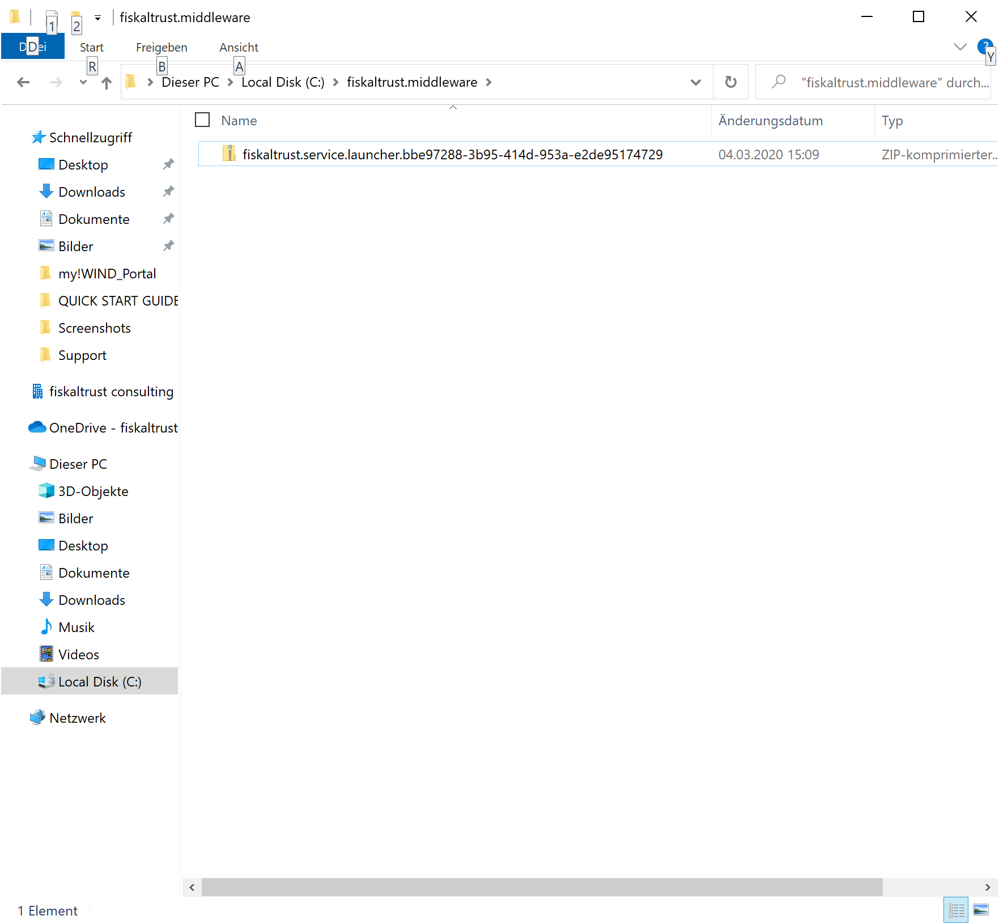 1 2 fiskaltrust.middleware
D ei D Start Freigeben Ansicht ?
R B A Y
Dieser PC Local Disk (C:) fiskaltrust.middleware "fiskaltrust.middleware" durch...
Name Änderungsdatum Typ
fiskaltrust.service.launcher.bbe97288-3b95-414d-953a-e2de95174729 04.03.2020 15:09 ZIP-komprimierter...
Schnellzugriff
Desktop
Downloads
Dokumente
Bilder
my!WIND_Portal
QUICK START GUIDE
Screenshots
Support
fiskaltrust consulting
OneDrive - fiskaltrust
Dieser PC
3D-Objekte
Bilder
Desktop
Dokumente
Downloads
Musik
Videos
Local Disk (C:)
Netzwerk
1 Element